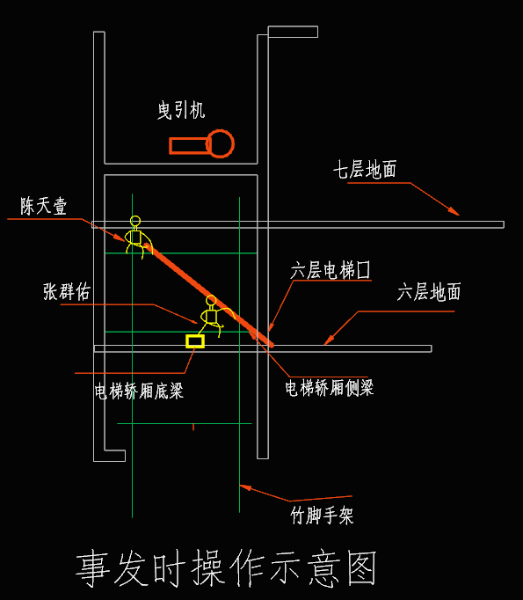 曳引机
七层地面
陈天壹
六层电梯口
张群佑
六层地面
电梯轿厢底梁
电梯轿厢侧梁
竹脚手架
事发时操作示意图